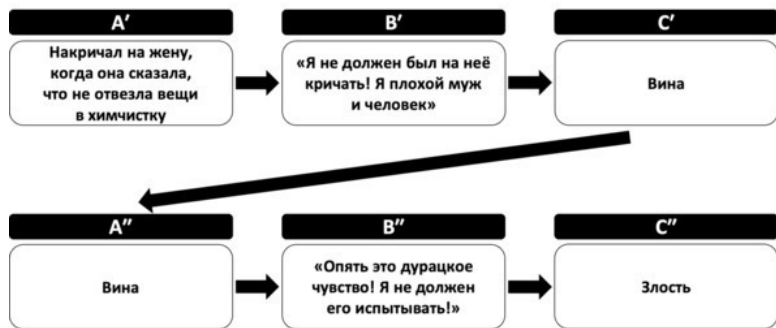 A′
B′
C′
Накричал на жену,
когда она сказала,
что не отвезла вещи
в химчистку
«Я не должен был на неё
кричать! Я плохой муж
и человек»
Вина
A″
B″
C″
Вина
«Опять это дурацкое
чувство! Я не должен
его испытывать!»
Злость